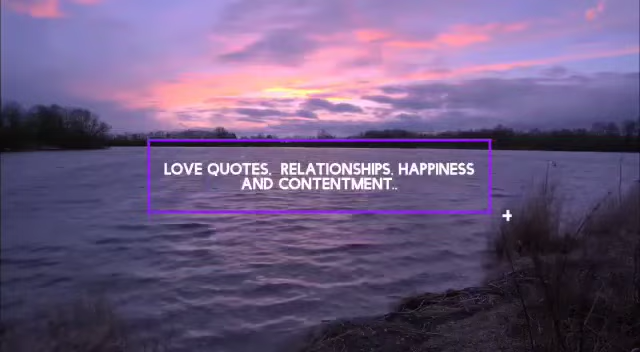 LOVE QUOTES, RELATIONSHIPS, HAPPINESS
AND CONTENTMENT..